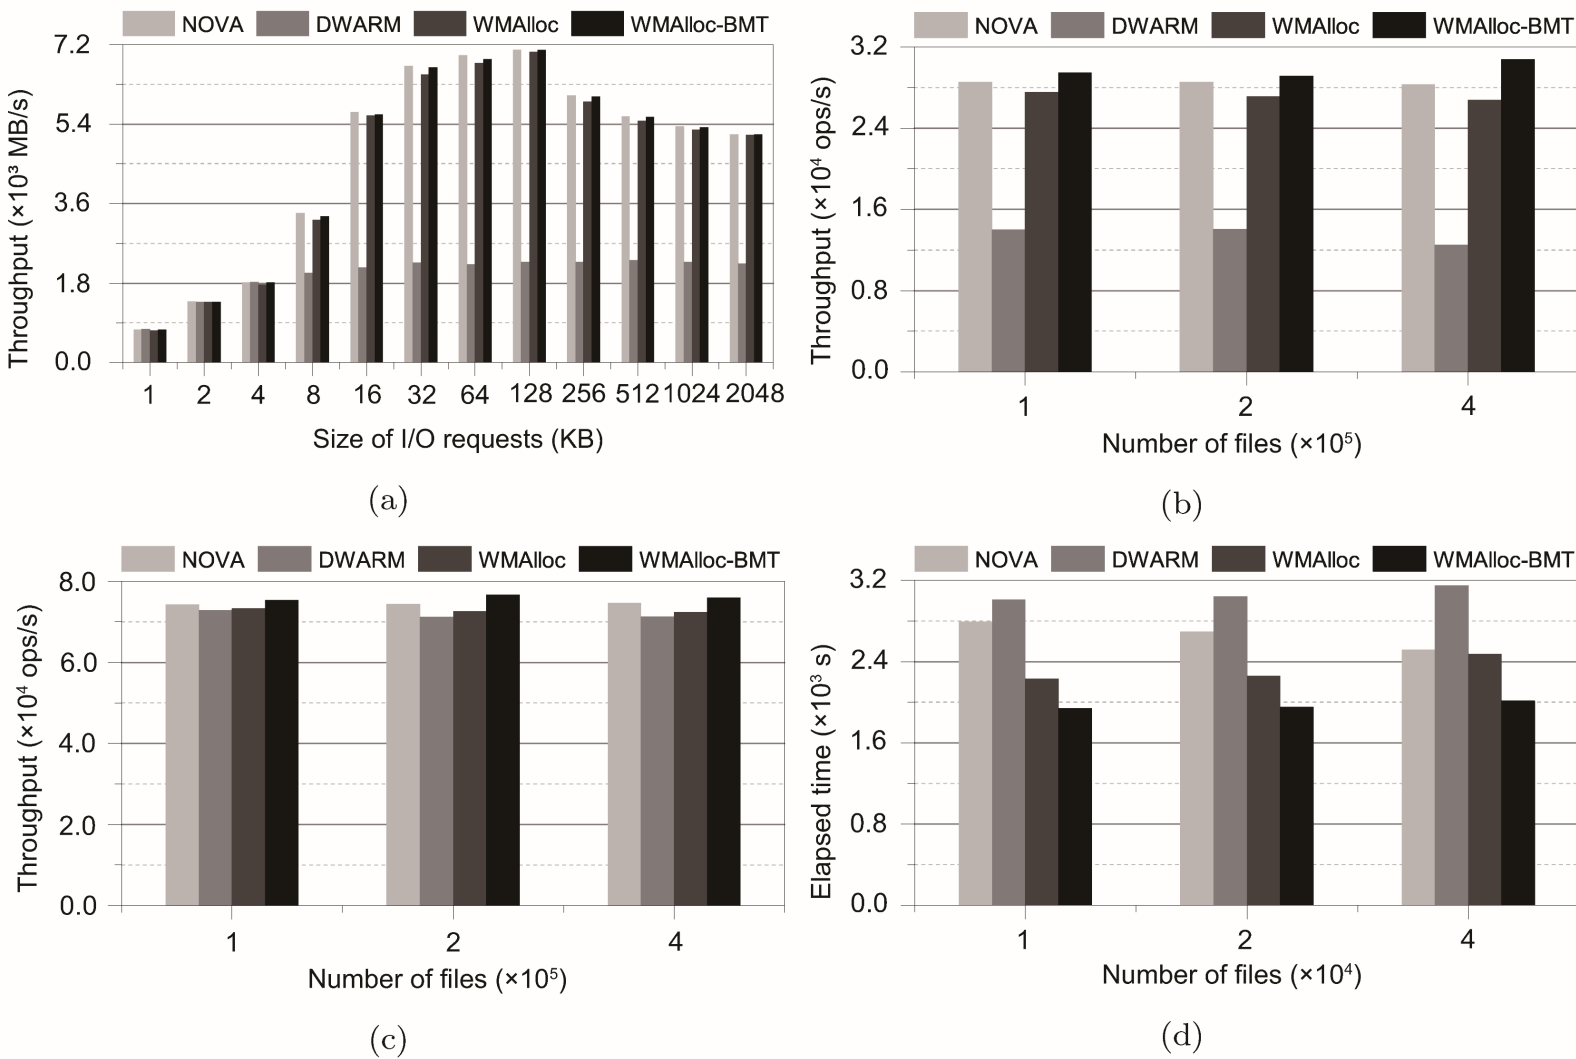 NOVA DWARM WMAlloc WMAlloc-BMT
7.2
5.4
3.6
1.8
0.0
Throughput (×10³ MB/s)
1 2 4 8 16 32 64 128 256 512 1024 2048
Size of I/O requests (KB)
(a)
NOVA DWARM WMAlloc WMAlloc-BMT
3.2
2.4
1.6
0.8
0.0
Throughput (×10⁴ ops/s)
1 2 4
Number of files (×10⁵)
(b)
NOVA DWARM WMAlloc WMAlloc-BMT
8.0
6.0
4.0
2.0
0.0
Throughput (×10⁴ ops/s)
1 2 4
Number of files (×10⁵)
(c)
NOVA DWARM WMAlloc WMAlloc-BMT
3.2
2.4
1.6
0.8
0.0
Elapsed time (×10³ s)
1 2 4
Number of files (×10⁴)
(d)